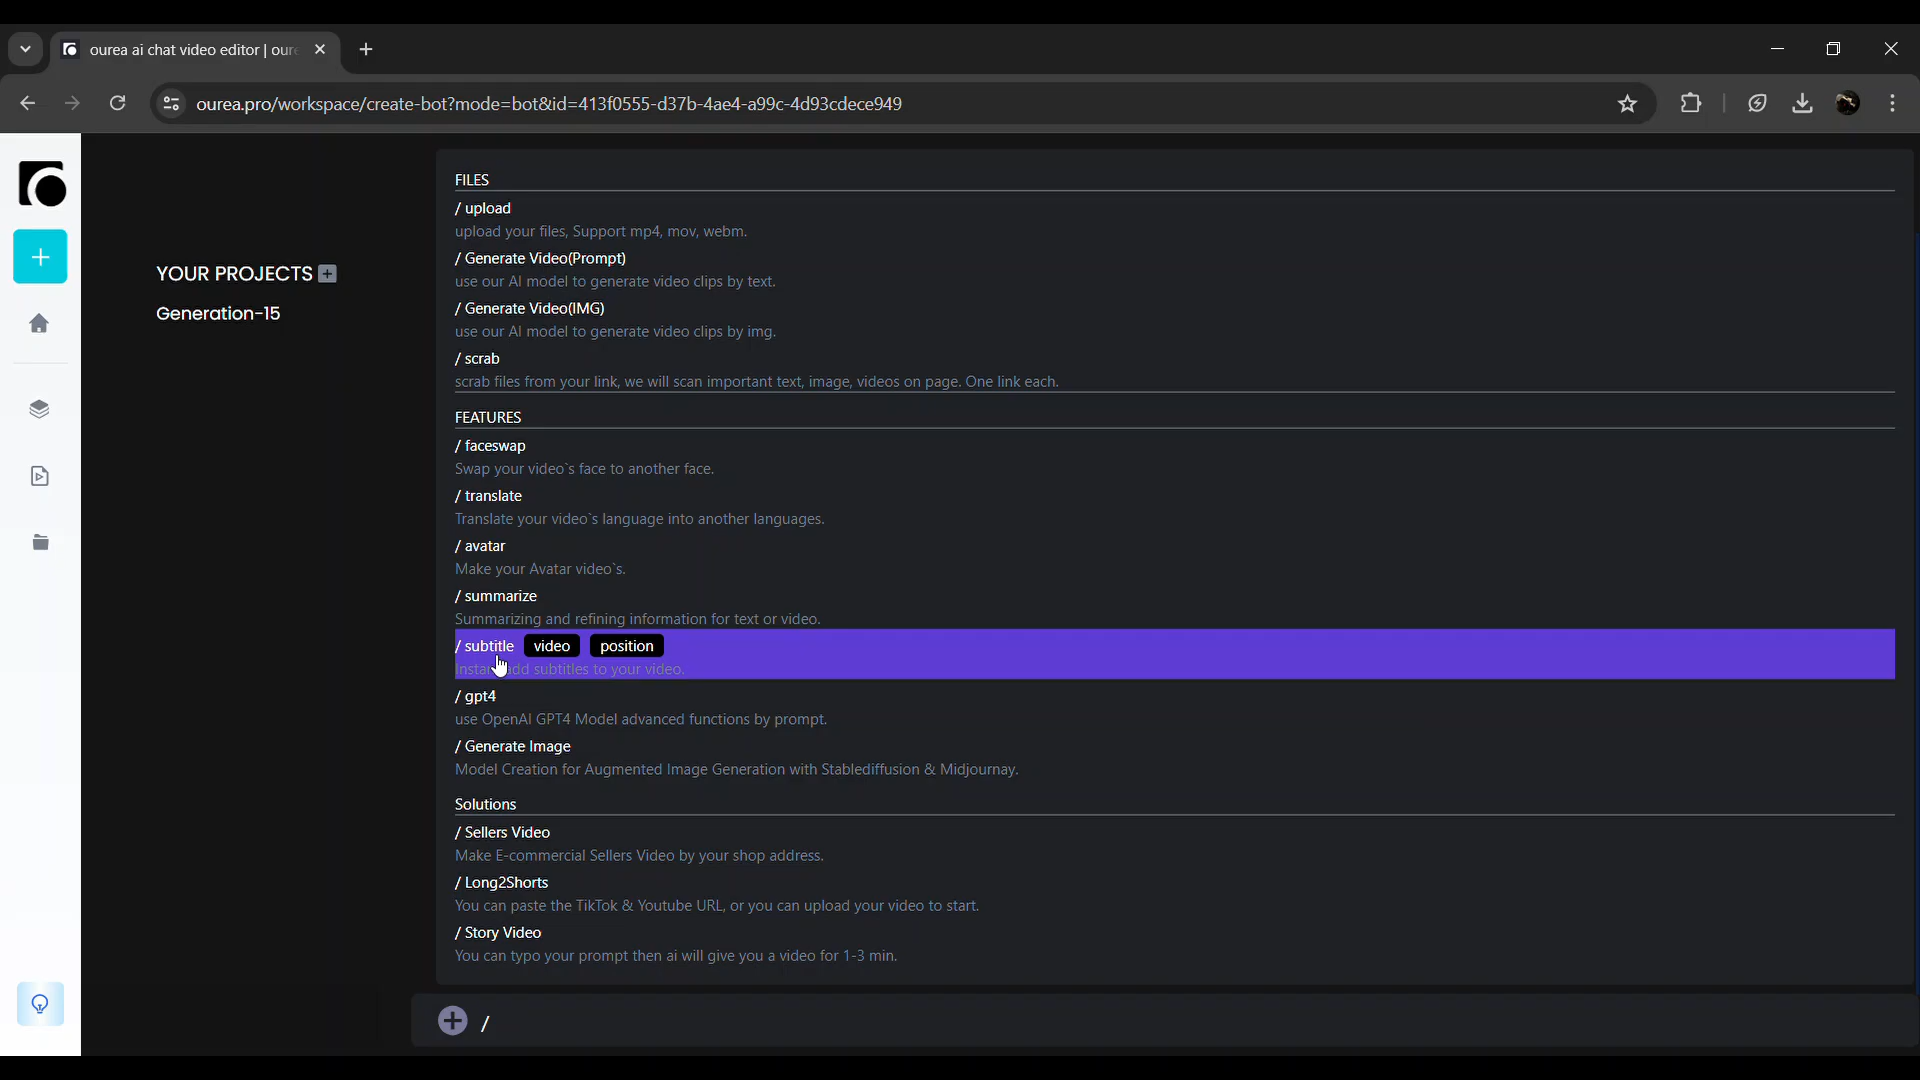 ourea ai chat video editor | our
ourea.pro/workspace/create-bot?mode=bot&id=413f0555-d37b-4ae4-a99c-4d93cdece949
YOUR PROJECTS
Generation-15
FILES
/ upload
upload your files, Support mp4, mov, webm.
/ Generate Video(Prompt)
use our AI model to generate video clips by text.
/ Generate Video(IMG)
use our AI model to generate video clips by img.
/ scrab
scrab files from your link, we will scan important text, image, videos on page. One link each.
FEATURES
/ faceswap
Swap your video`s face to another face.
/ translate
Translate your video`s language into another languages.
/ avatar
Make your Avatar video`s.
/ summarize
Summarizing and refining information for text or video.
/ subtitle video position
subtitles to your video.
/ gpt4
use OpenAI GPT4 Model advanced functions by prompt.
/ Generate Image
Model Creation for Augmented Image Generation with Stablediffusion & Midjournay.
Solutions
/ Sellers Video
Make E-commercial Sellers Video by your shop address.
/ Long2Shorts
You can paste the TikTok & Youtube URL, or you can upload your video to start.
/ Story Video
You can typo your prompt then ai will give you a video for 1-3 min.
/